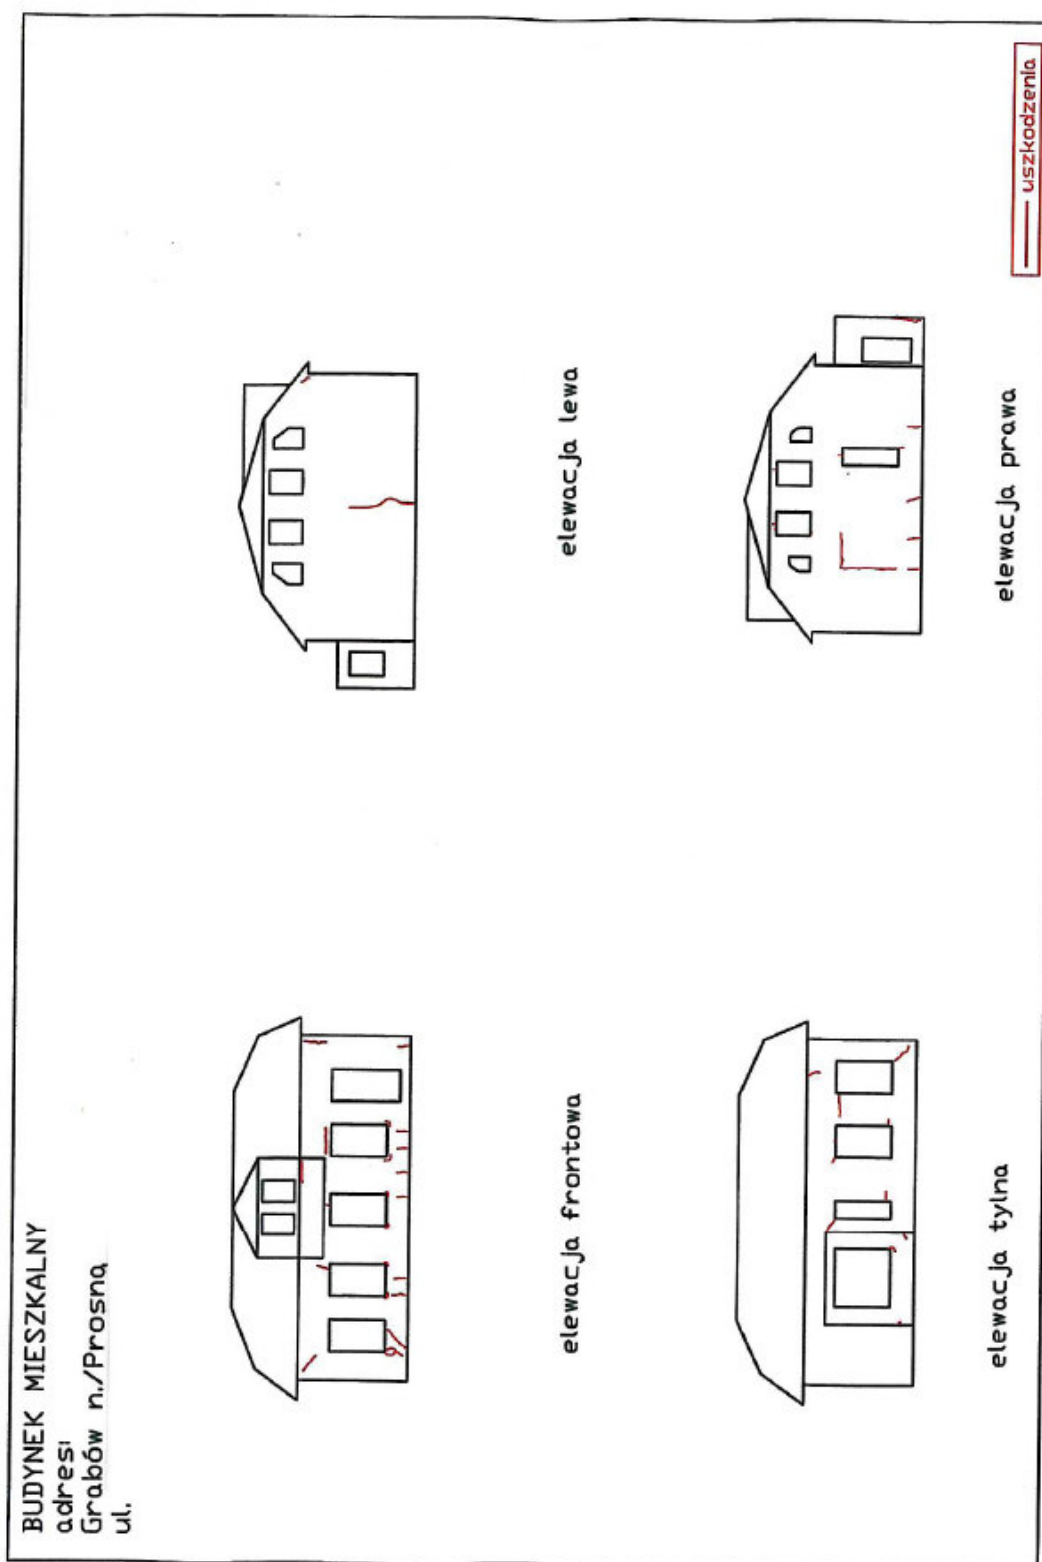 BUDYNEK MIESZKALNY
adres:
Grabów n./Prosną
ul.
elewacja frontowa
elewacja lewa
elewacja tylna
elewacja prawa
uszkodzenia